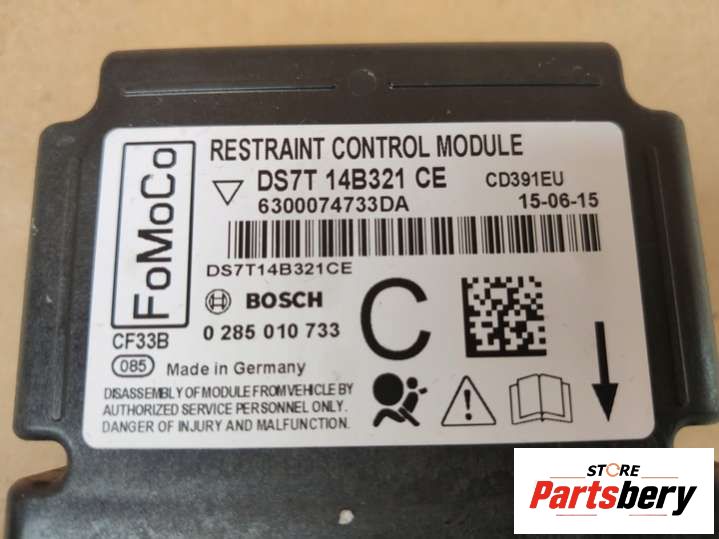 FoMoCo
RESTRAINT CONTROL MODULE
DS7T 14B321 CE CD391EU
6300074733DA 15-06-15
DS7T14B321CE
BOSCH C
CF33B 0 285 010 733
085 Made in Germany
DISASSEMBLY OF MODULE FROM VEHICLE BY
AUTHORIZED SERVICE PERSONNEL ONLY.
DANGER OF INJURY AND MALFUNCTION.
STORE
Partsbery